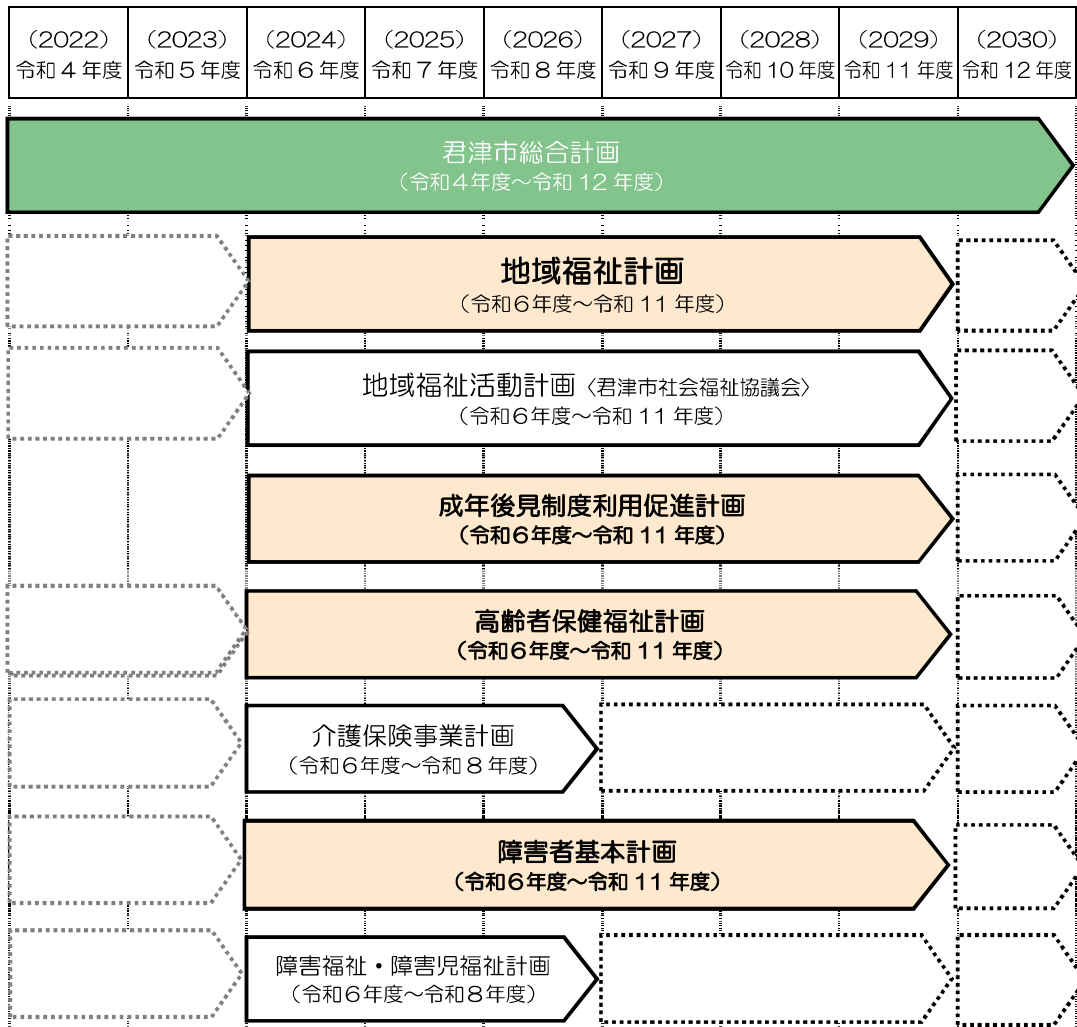 （2022） （2023） （2024） （2025） （2026） （2027） （2028） （2029） （2030）
令和４年度 令和５年度 令和６年度 令和７年度 令和８年度 令和９年度 令和10年度 令和11年度 令和12年度
君津市総合計画
（令和４年度～令和 12 年度）
地域福祉計画
（令和６年度～令和 11 年度）
地域福祉活動計画〈君津市社会福祉協議会〉
（令和６年度～令和 11 年度）
成年後見制度利用促進計画
（令和６年度～令和 11 年度）
高齢者保健福祉計画
（令和６年度～令和 11 年度）
介護保険事業計画
（令和６年度～令和８年度）
障害者基本計画
（令和６年度～令和 11 年度）
障害福祉・障害児福祉計画
（令和６年度～令和８年度）